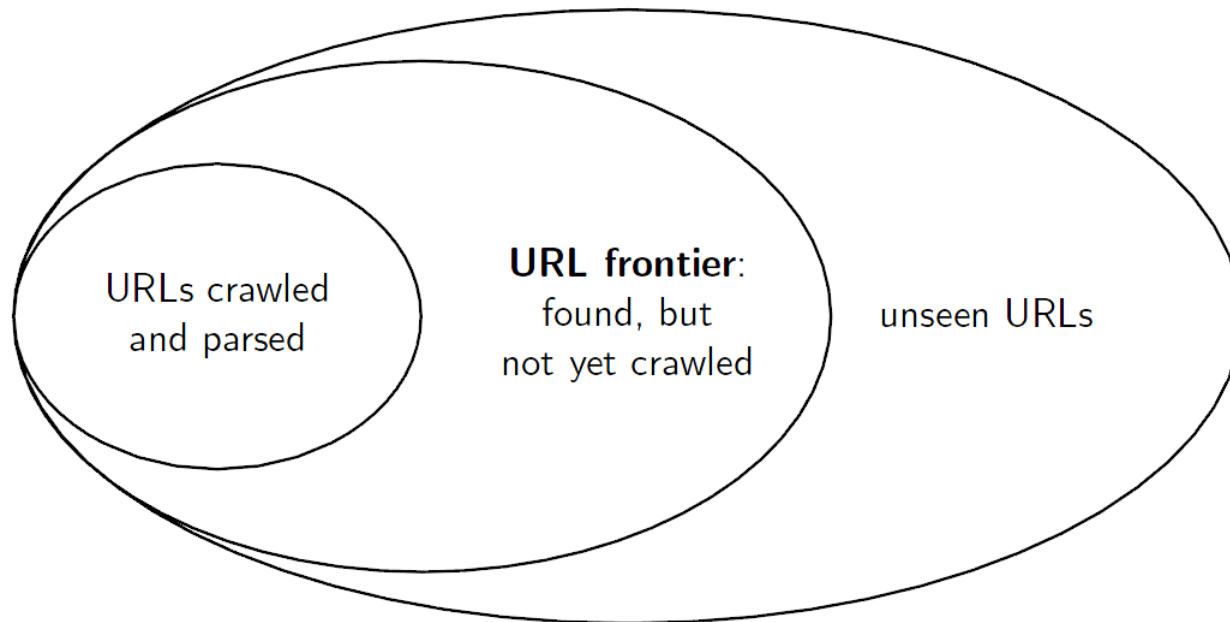 URLs crawled
and parsed
URL frontier:
found, but
not yet crawled
unseen URLs